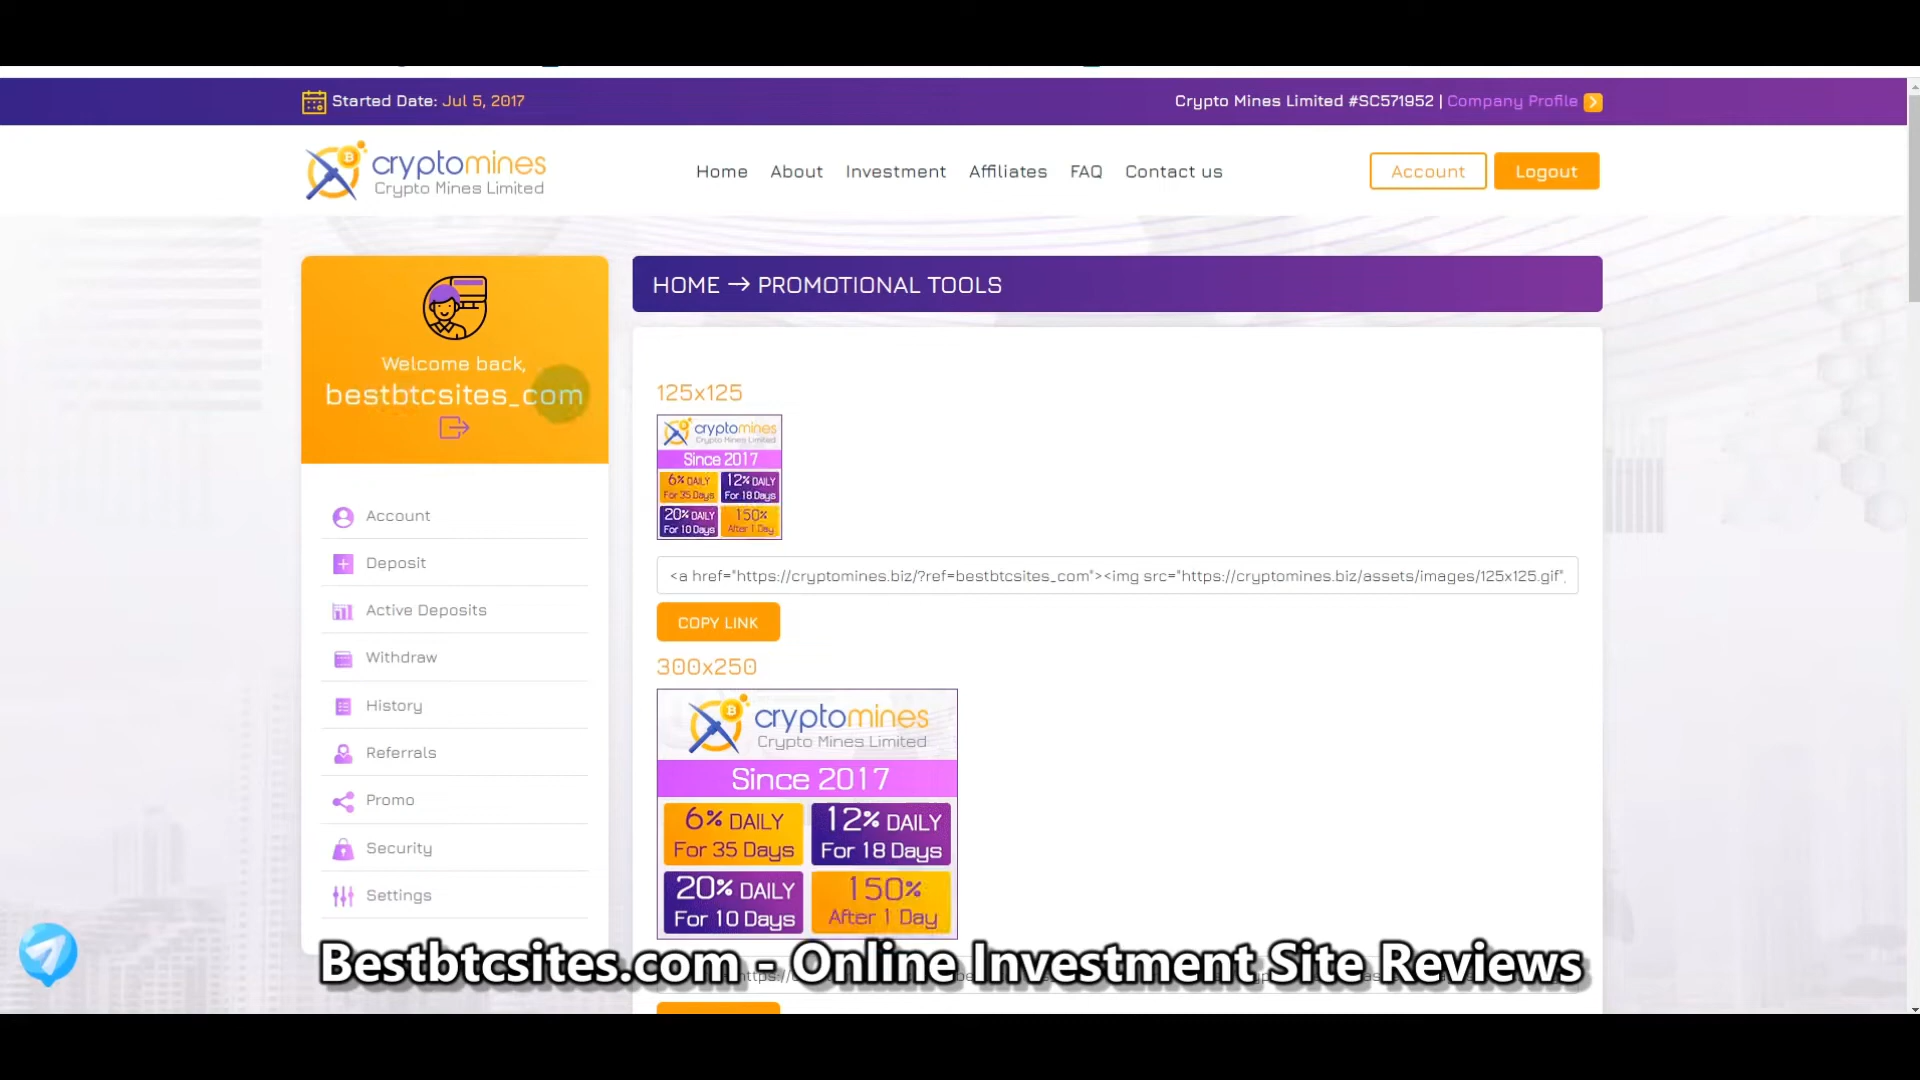 Started Date: Jul 5, 2017
Crypto Mines Limited #SC571952 | Company Profile
cryptomines
Crypto Mines Limited
Home About Investment Affiliates FAQ Contact us
Account Logout
Welcome back,
bestbtcsites_com
Account
Deposit
Active Deposits
Withdraw
History
Referrals
Promo
Security
Settings
HOME → PROMOTIONAL TOOLS
125x125
cryptomines
Crypto Mines Limited
Since 2017
6% DAILY
For 35 Days
12% DAILY
For 18 Days
20% DAILY
For 10 Days
150%
After 1 Day
<a href="https://cryptomines.biz/?ref=bestbtcsites_com"><img src="https://cryptomines.biz/assets/images/125x125.gif",
COPY LINK
300x250
cryptomines
Crypto Mines Limited
Since 2017
6% DAILY
For 35 Days
12% DAILY
For 18 Days
20% DAILY
For 10 Days
150%
After 1 Day
Bestbtcsites.com - Online Investment Site Reviews